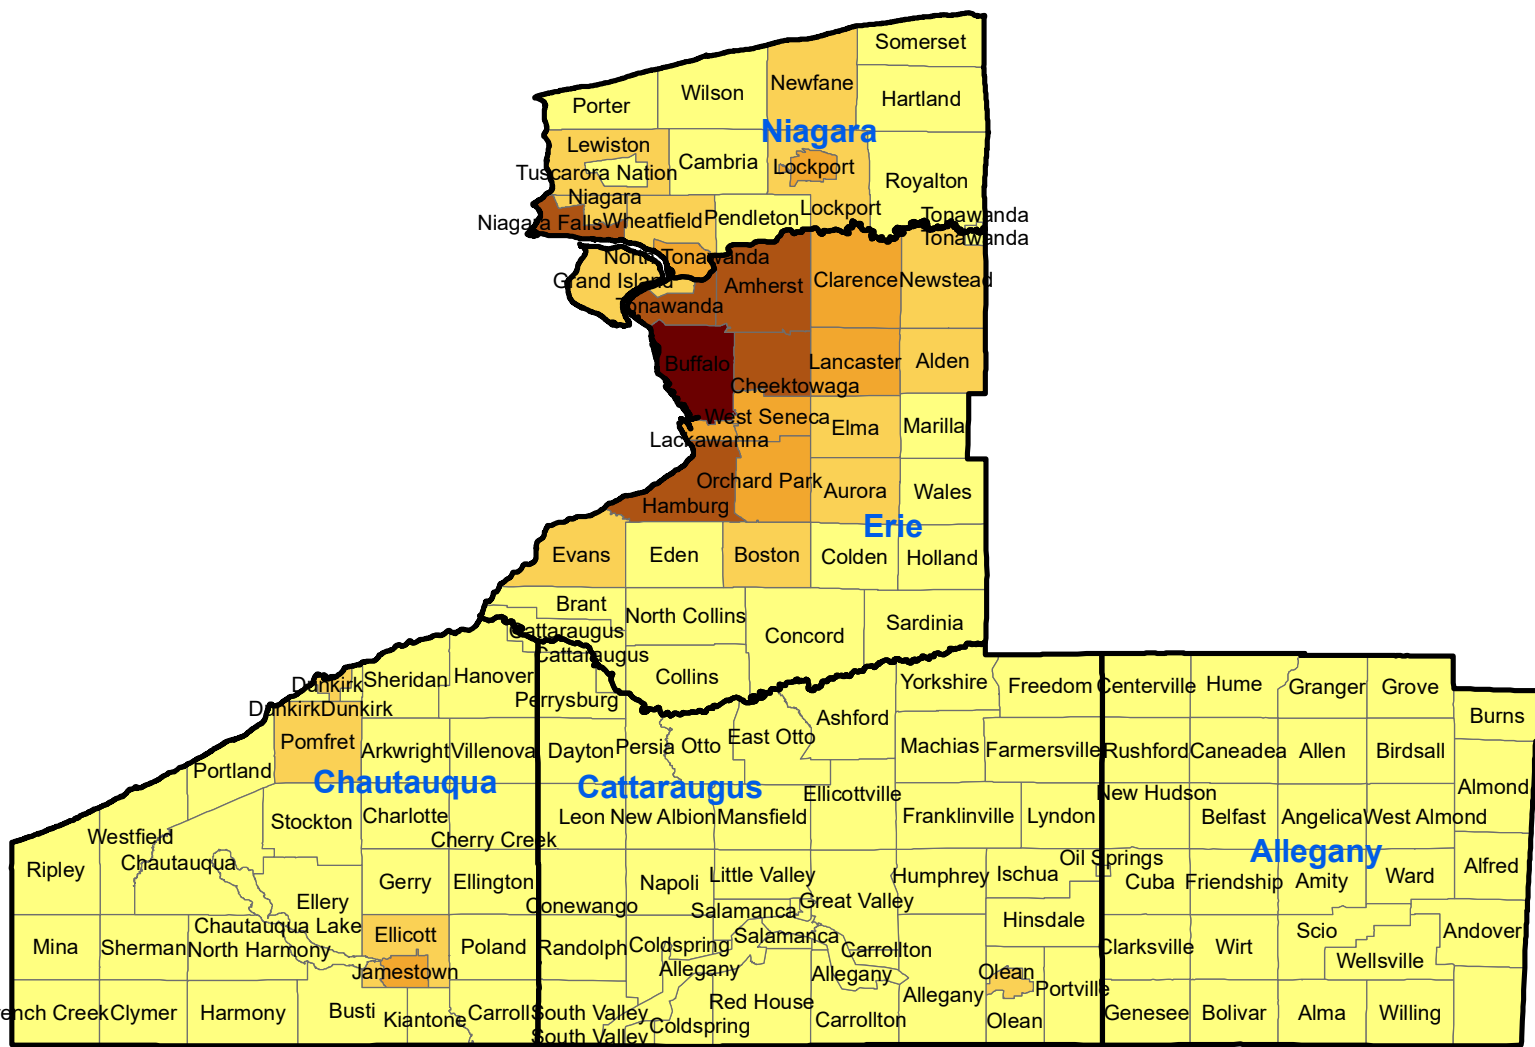 Somerset
Newfane
Wilson
Hartland
Porter
Niagara
Lewiston
Cambria
Lockport
Tuscarora Nation
Royalton
Niagara
Lockport
Tonawanda
Niagara Falls
Wheatfield
Pendleton
Tonawanda
North Tonawanda
Grand Island
Amherst
Clarence
Newstead
Tonawanda
Buffalo
Lancaster
Alden
Cheektowaga
West Seneca
Elma
Marilla
Lackawanna
Orchard Park
Aurora
Wales
Hamburg
Erie
Evans
Eden
Boston
Colden
Holland
Brant
North Collins
Sardinia
Cattaraugus
Concord
Cattaraugus
Collins
Dunkirk
Sheridan
Hanover
Perrysburg
Yorkshire
Freedom
Centerville
Hume
Granger
Grove
Dunkirk
Dunkirk
Ashford
Burns
Pomfret
Arkwright
Villenova
Dayton
Persia
Otto
East Otto
Machias
Farmersville
Rushford
Caneadea
Allen
Birdsall
Portland
Chautauqua
Cattaraugus
Ellicottville
New Hudson
Almond
Stockton
Charlotte
Leon
New Albion
Mansfield
Franklinville
Lyndon
Belfast
Angelica
West Almond
Westfield
Cherry Creek
Allegany
Chautauqua
Oil Springs
Ripley
Gerry
Ellington
Napoli
Little Valley
Humphrey
Ischua
Cuba
Friendship
Amity
Ward
Alfred
Ellery
Conewango
Salamanca
Great Valley
Hinsdale
Chautauqua Lake
Ellicott
Salamanca
Scio
Andover
Mina
Sherman
North Harmony
Poland
Randolph
Coldspring
Carrollton
Clarksville
Wirt
Wellsville
Jamestown
Allegany
Allegany
Olean
Portville
Allegany
Red House
ench Creek
Clymer
Harmony
Busti
Kiantone
Carroll
South Valley
Coldspring
Carrollton
Olean
Genesee
Bolivar
Alma
Willing
South Valley